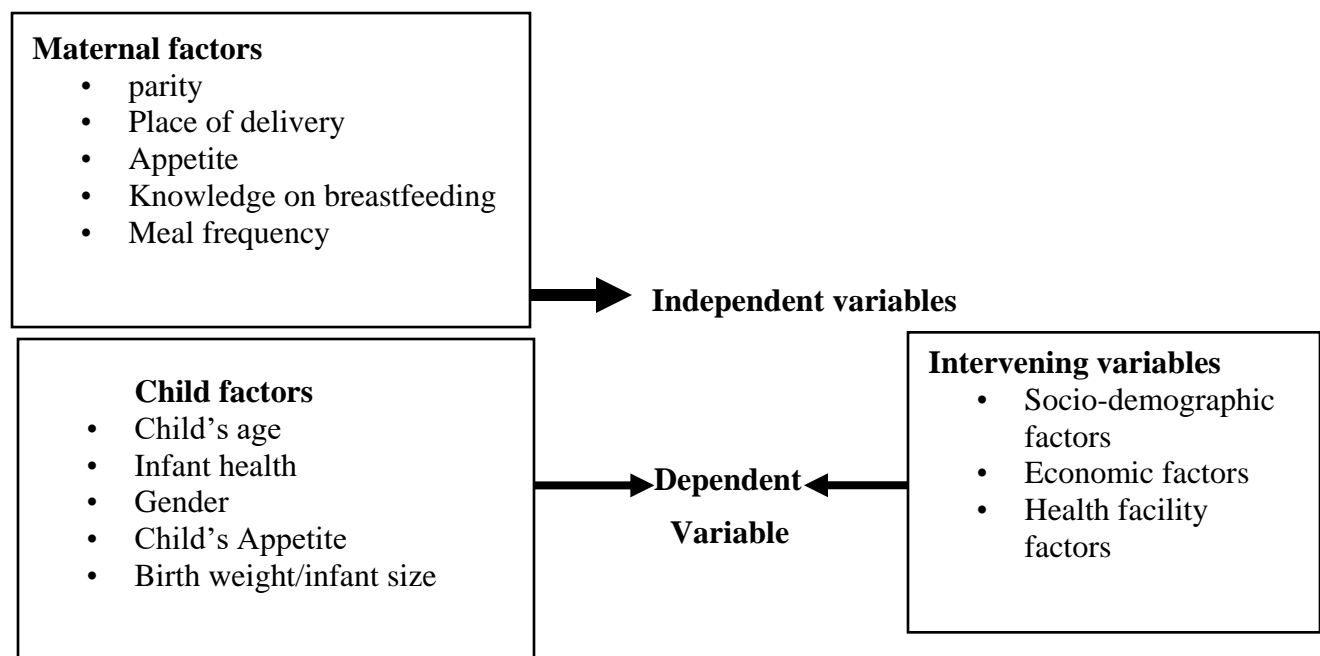 Maternal factors
• parity
• Place of delivery
• Appetite
• Knowledge on breastfeeding
• Meal frequency
Independent variables
Child factors
• Child’s age
• Infant health
• Gender
• Child’s Appetite
• Birth weight/infant size
Dependent
Variable
Intervening variables
• Socio-demographic
factors
• Economic factors
• Health facility
factors